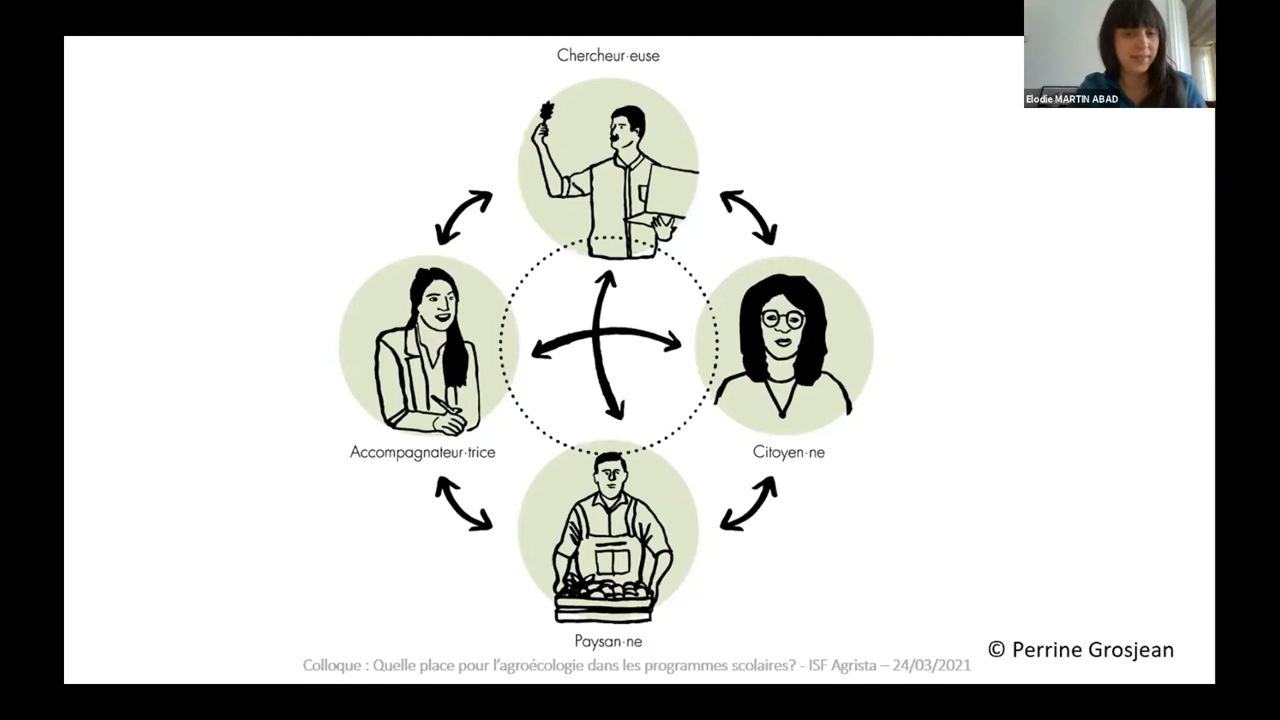 Chercheur·euse
Elodie MARTIN ABAD
Accompagnateur·trice
Citoyen·ne
Paysan·ne
© Perrine Grosjean
Colloque : Quelle place pour l'agroécologie dans les programmes scolaires? - ISF Agrista – 24/03/2021